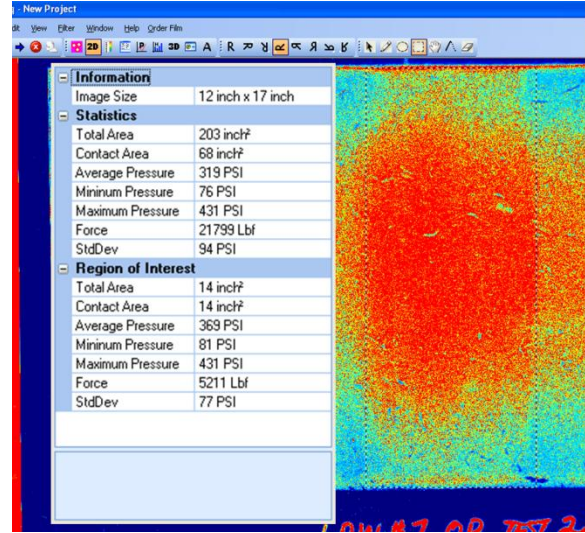 - New Project
dit View Filter Window Help Order Film
2D 3D A R R
Information
Image Size 12 inch x 17 inch
Statistics
Total Area 203 inch²
Contact Area 68 inch²
Average Pressure 319 PSI
Mininum Pressure 76 PSI
Maximum Pressure 431 PSI
Force 21799 Lbf
StdDev 94 PSI
Region of Interest
Total Area 14 inch²
Contact Area 14 inch²
Average Pressure 369 PSI
Mininum Pressure 81 PSI
Maximum Pressure 431 PSI
Force 5211 Lbf
StdDev 77 PSI
TEST